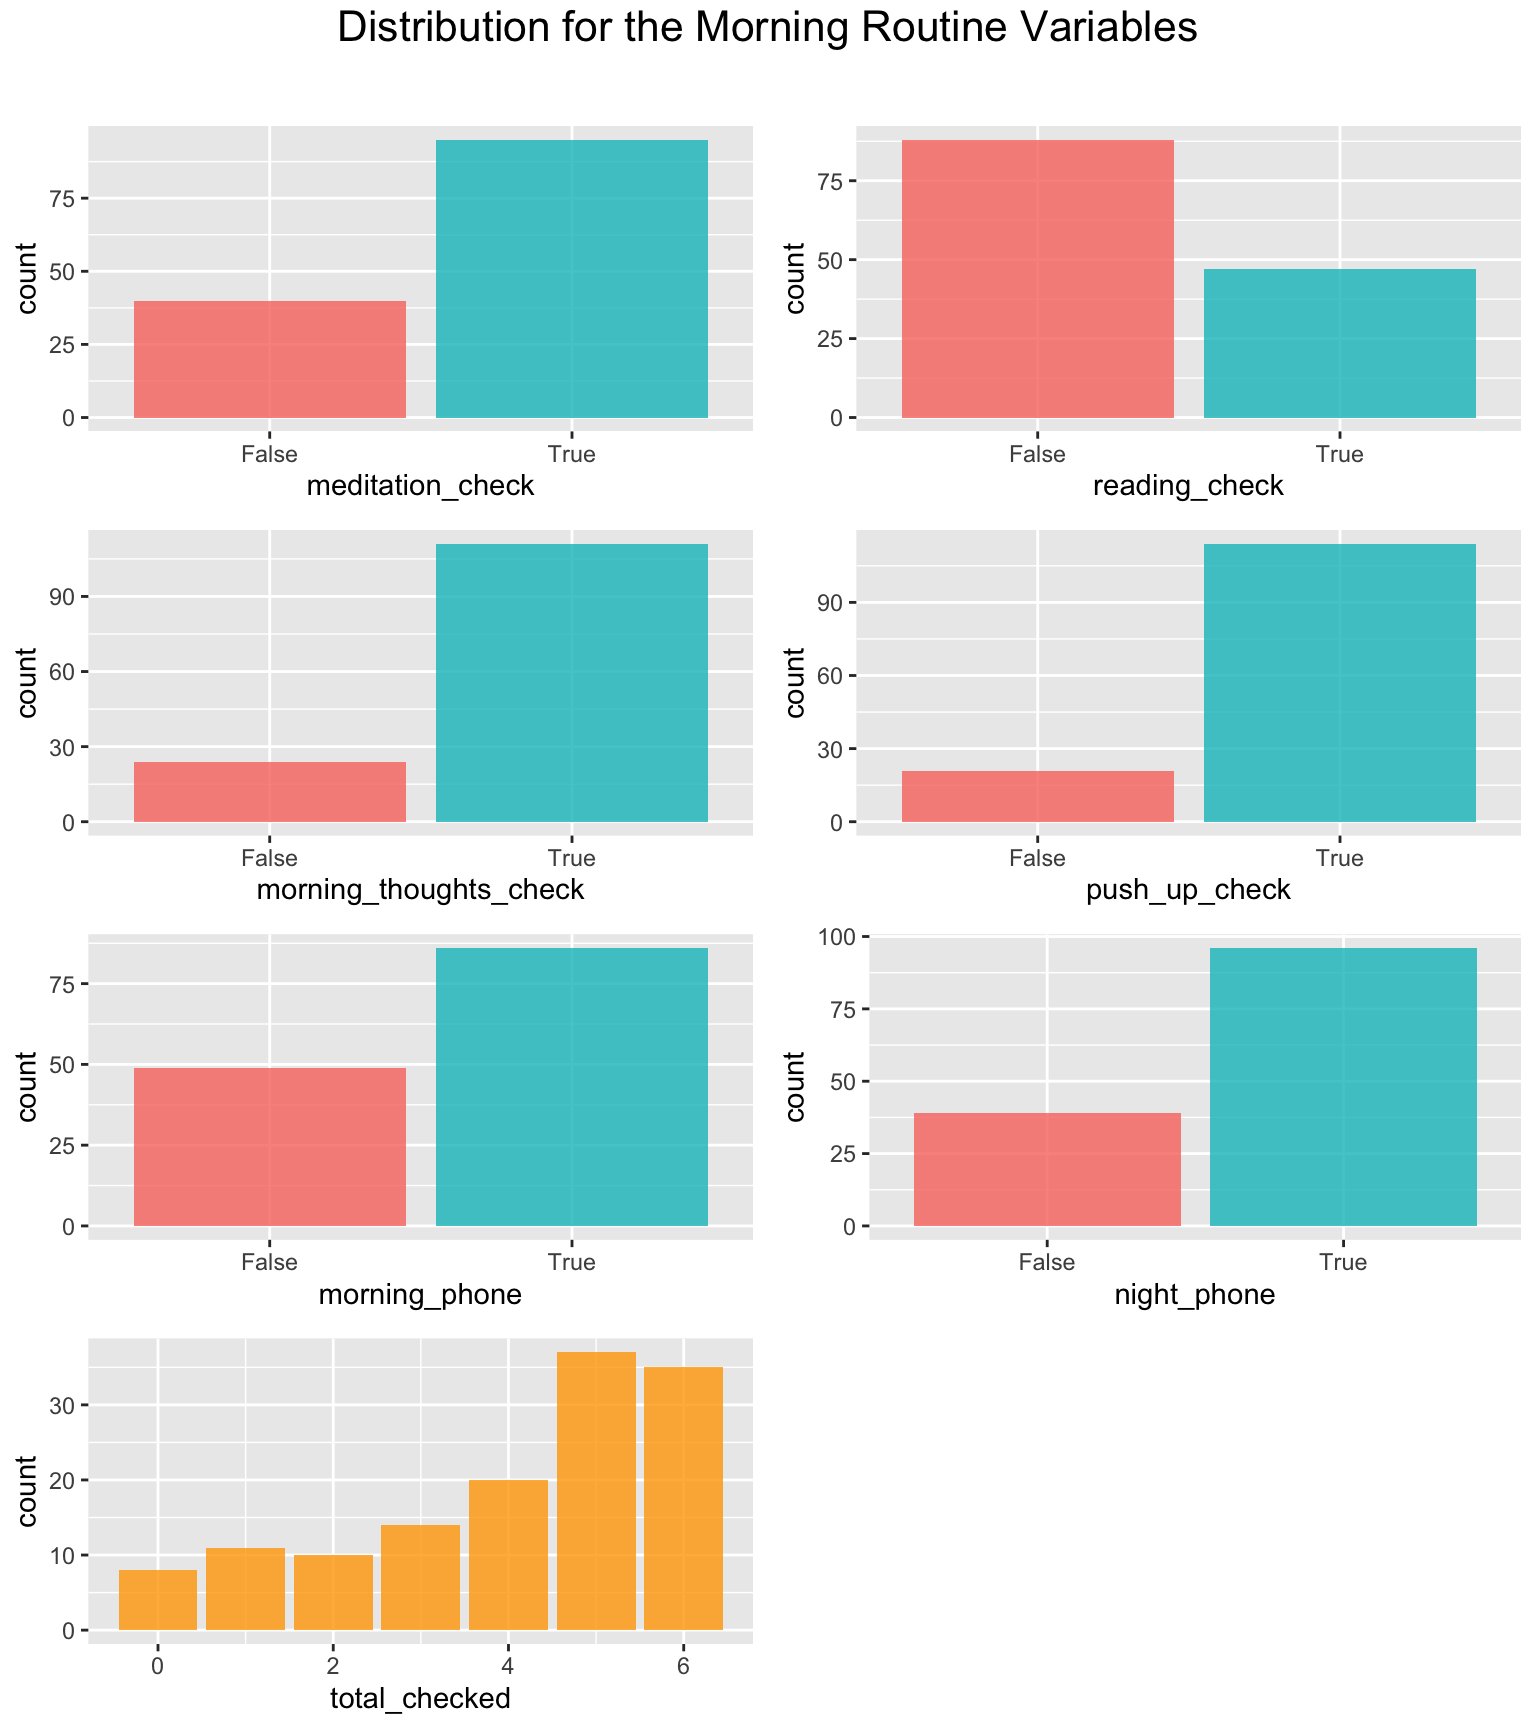 Distribution for the Morning Routine Variables
count
75
50
25
0
False True
meditation_check
count
75
50
25
0
False True
reading_check
count
90
60
30
0
False True
morning_thoughts_check
count
90
60
30
0
False True
push_up_check
count
75
50
25
0
False True
morning_phone
count
100
75
50
25
0
False True
night_phone
count
30
20
10
0
0 2 4 6
total_checked